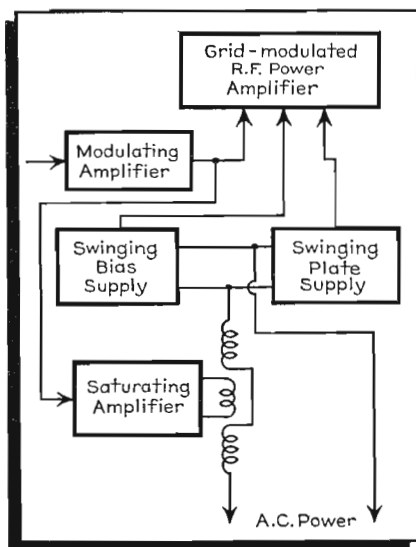 Grid-modulated
R.F. Power
Amplifier
Modulating
Amplifier
Swinging
Bias
Supply
Swinging
Plate
Supply
Saturating
Amplifier
A.C. Power